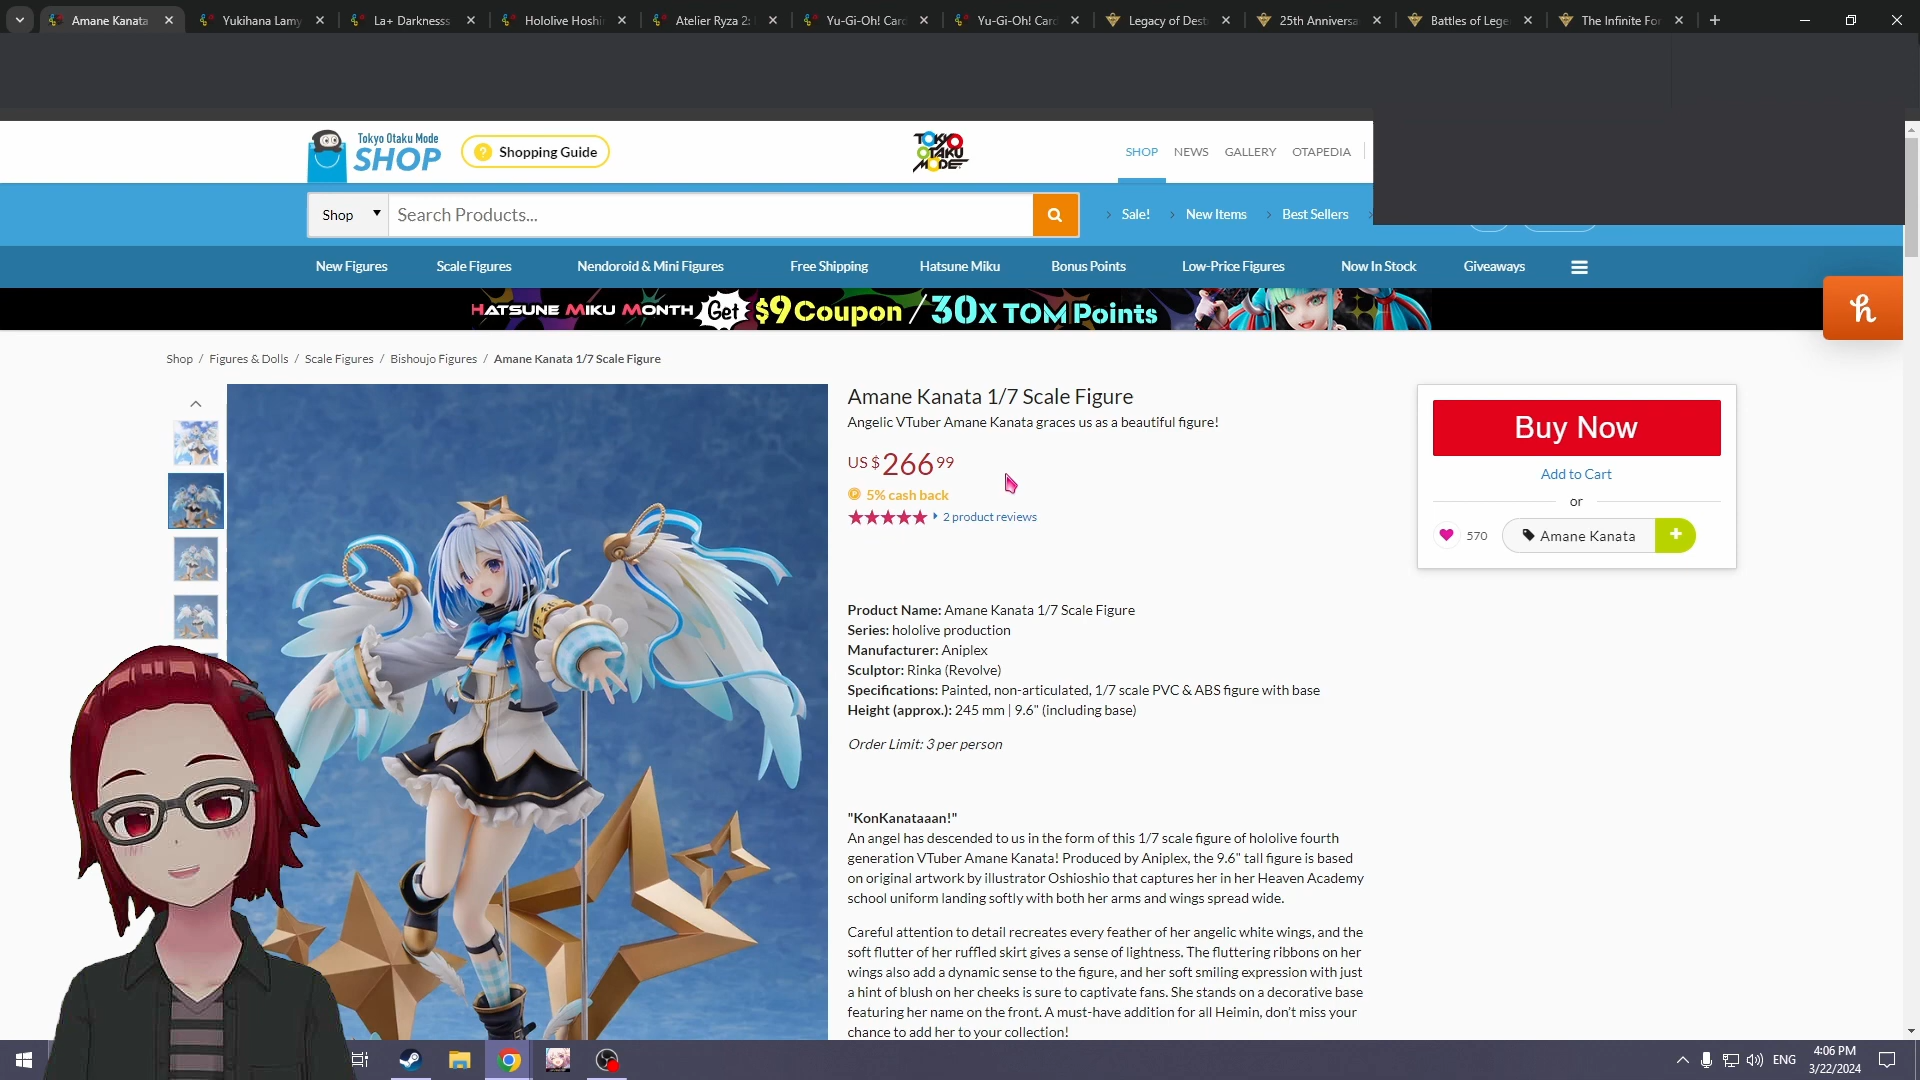 Amane Kanata
Yukihana Lamy
La+ Darknesss
Hololive Hoshi
Atelier Ryza 2:
Yu-Gi-Oh! Card
Yu-Gi-Oh! Card
Legacy of Dest
25th Anniversa
Battles of Lege
The Infinite For
Tokyo Otaku Mode
SHOP
? Shopping Guide
TOKYO
OTAKU
MODE
SHOP
NEWS
GALLERY
OTAPEDIA
Shop
Search Products...
Sale!
New Items
Best Sellers
New Figures
Scale Figures
Nendoroid & Mini Figures
Free Shipping
Hatsune Miku
Bonus Points
Low-Price Figures
Now In Stock
Giveaways
HATSUNE MIKU MONTH Get $9 Coupon / 30X TOM Points
h
Shop / Figures & Dolls / Scale Figures / Bishoujo Figures / Amane Kanata 1/7 Scale Figure
Amane Kanata 1/7 Scale Figure
Angelic VTuber Amane Kanata graces us as a beautiful figure!
US $266.99
P 5% cash back
2 product reviews
Buy Now
Add to Cart
or
570
Amane Kanata
+
Product Name: Amane Kanata 1/7 Scale Figure
Series: hololive production
Manufacturer: Aniplex
Sculptor: Rinka (Revolve)
Specifications: Painted, non-articulated, 1/7 scale PVC & ABS figure with base
Height (approx.): 245 mm | 9.6" (including base)
Order Limit: 3 per person
"KonKanataaan!"
An angel has descended to us in the form of this 1/7 scale figure of hololive fourth
generation VTuber Amane Kanata! Produced by Aniplex, the 9.6" tall figure is based
on original artwork by illustrator Oshioshio that captures her in her Heaven Academy
school uniform landing softly with both her arms and wings spread wide.
Careful attention to detail recreates every feather of her angelic white wings, and the
soft flutter of her ruffled skirt gives a sense of lightness. The fluttering ribbons on her
wings also add a dynamic sense to the figure, and her soft smiling expression with just
a hint of blush on her cheeks is sure to captivate fans. She stands on a decorative base
featuring her name on the front. A must-have addition for all Heimin, don't miss your
chance to add her to your collection!
ENG
4:06 PM
3/22/2024